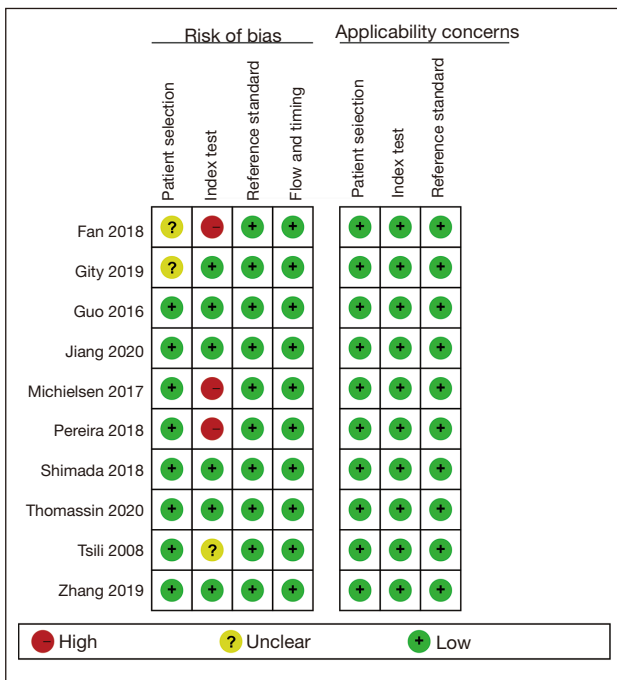 Risk of bias
Applicability concerns
Patient selection
Index test
Reference standard
Flow and timing
Patient selection
Index test
Reference standard
Fan 2018 ? – + + + + +
Gity 2019 ? + + + + + +
Guo 2016 + + + + + + +
Jiang 2020 + + + + + + +
Michielsen 2017 + – + + + + +
Pereira 2018 + – + + + + +
Shimada 2018 + + + + + + +
Thomassin 2020 + + + + + + +
Tsili 2008 + ? + + + + +
Zhang 2019 + + + + + + +
– High ? Unclear + Low